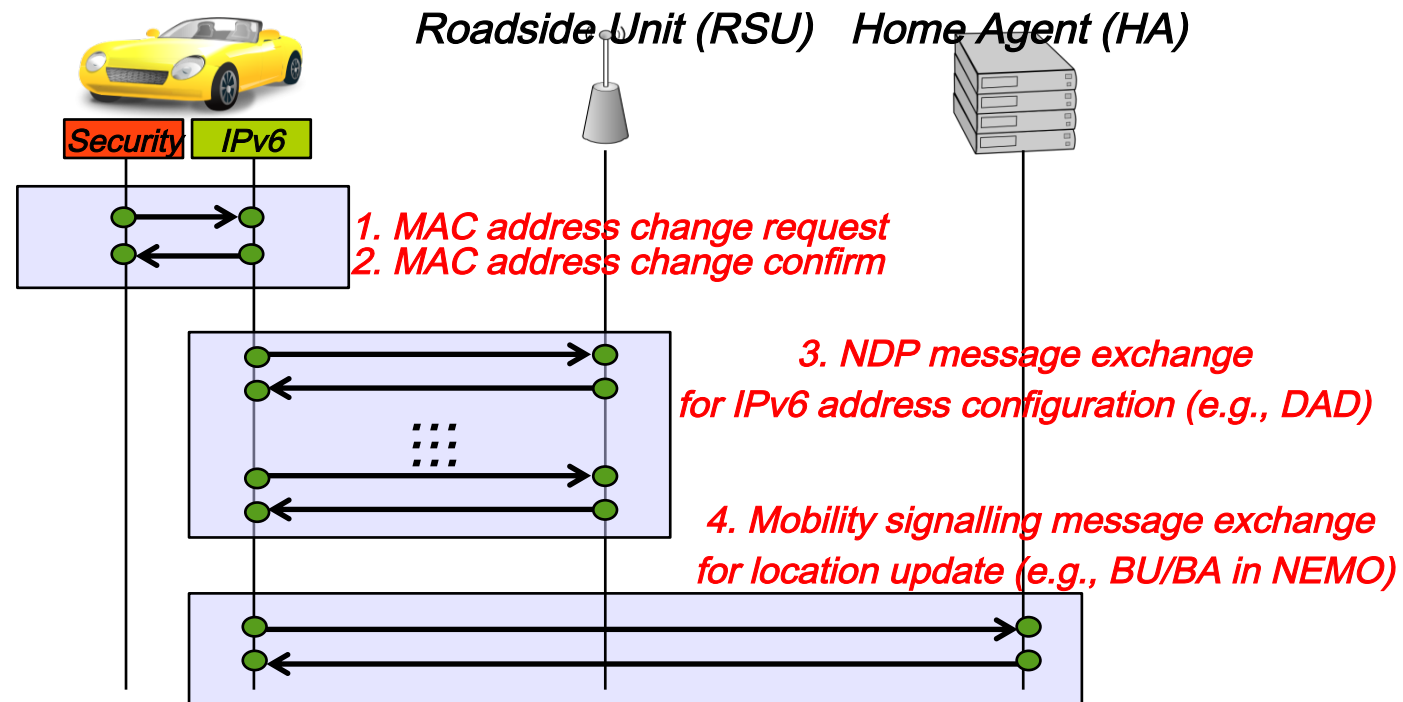 Roadside Unit (RSU)
Home Agent (HA)
Security
IPv6
1. MAC address change request
2. MAC address change confirm
3. NDP message exchange
for IPv6 address configuration (e.g., DAD)
4. Mobility signalling message exchange
for location update (e.g., BU/BA in NEMO)